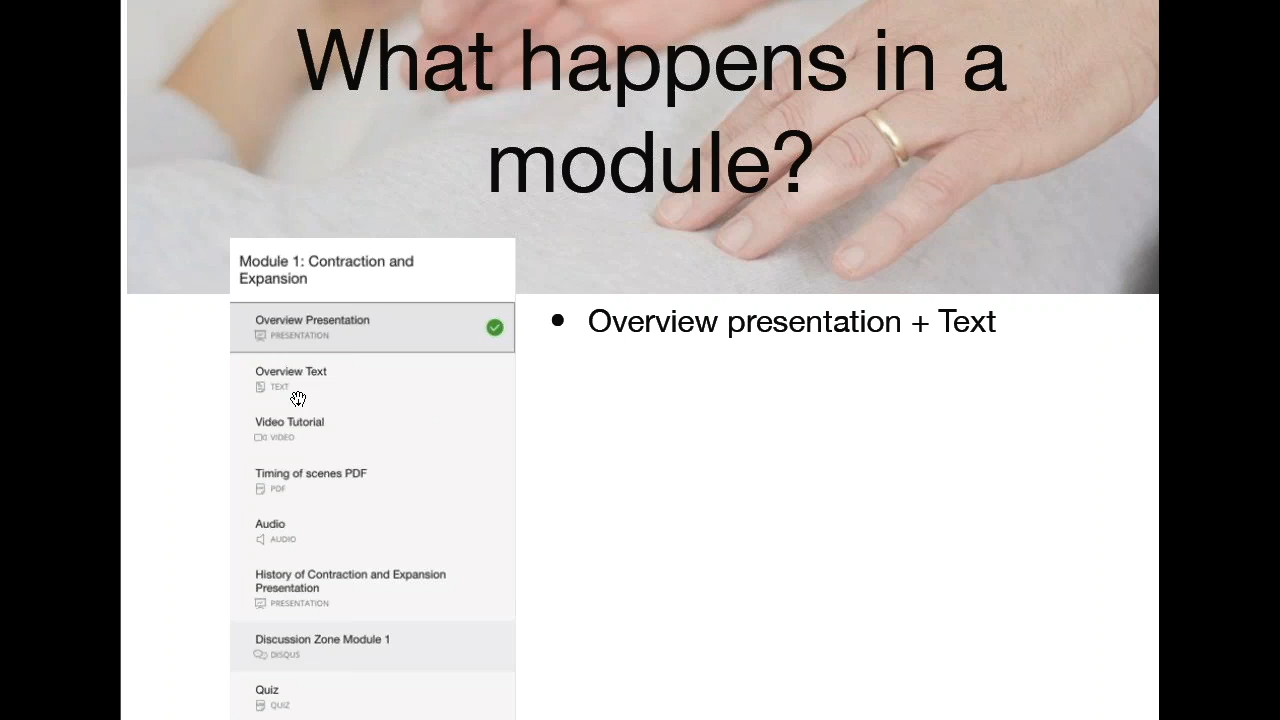 What happens in a
module?
Module 1: Contraction and
Expansion
Overview Presentation
PRESENTATION
Overview Text
TEXT
Video Tutorial
VIDEO
Timing of scenes PDF
PDF
Audio
AUDIO
History of Contraction and Expansion
Presentation
PRESENTATION
Discussion Zone Module 1
DISQUS
Quiz
QUIZ
• Overview presentation + Text